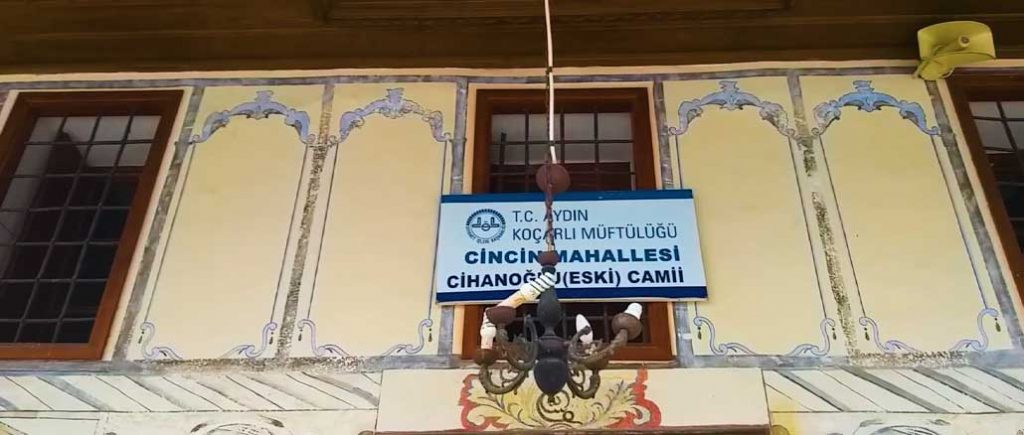 T.C. AYDIN
KOÇARLI MÜFTÜLÜĞÜ
CİNCİN MAHALLESİ
CİHANOĞLU(ESKİ) CAMİİ